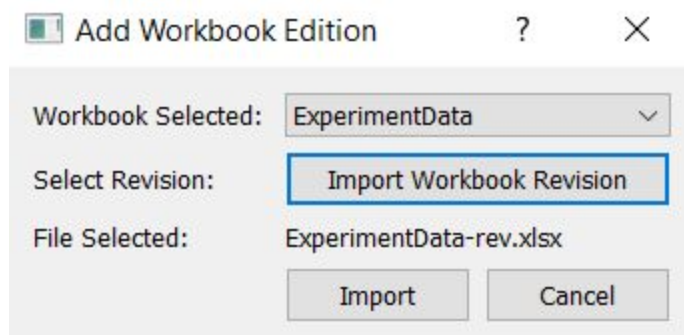 Add Workbook Edition ? ×
Workbook Selected: ExperimentData
Select Revision: Import Workbook Revision
File Selected: ExperimentData-rev.xlsx
Import Cancel